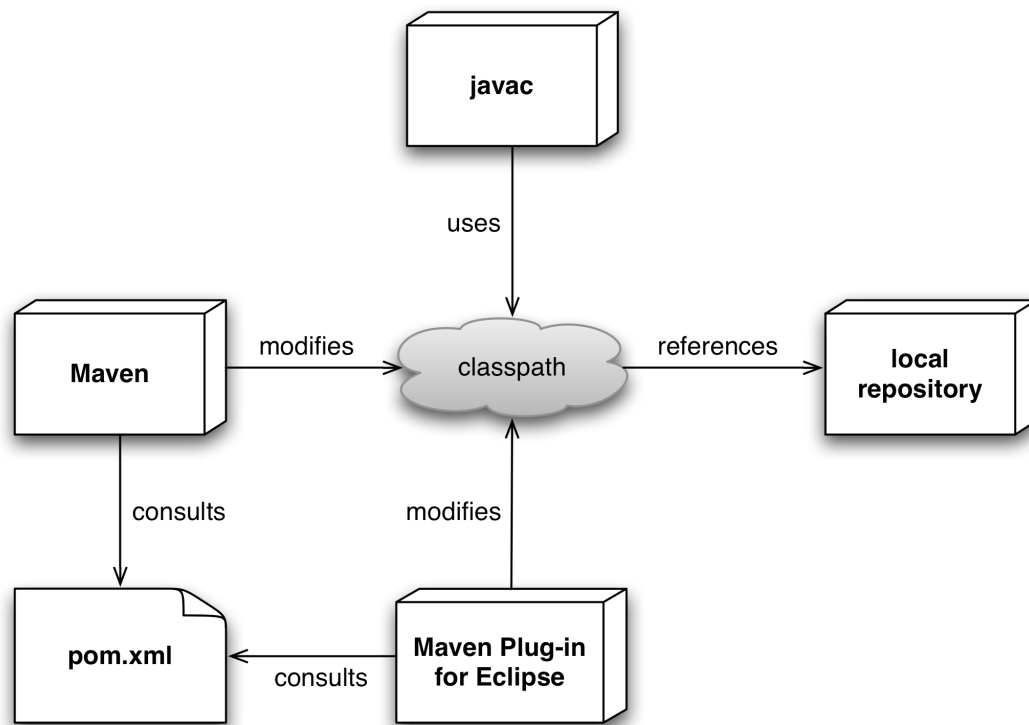 javac
uses
Maven
modifies
classpath
references
local
repository
consults
modifies
pom.xml
consults
Maven Plug-in
for Eclipse